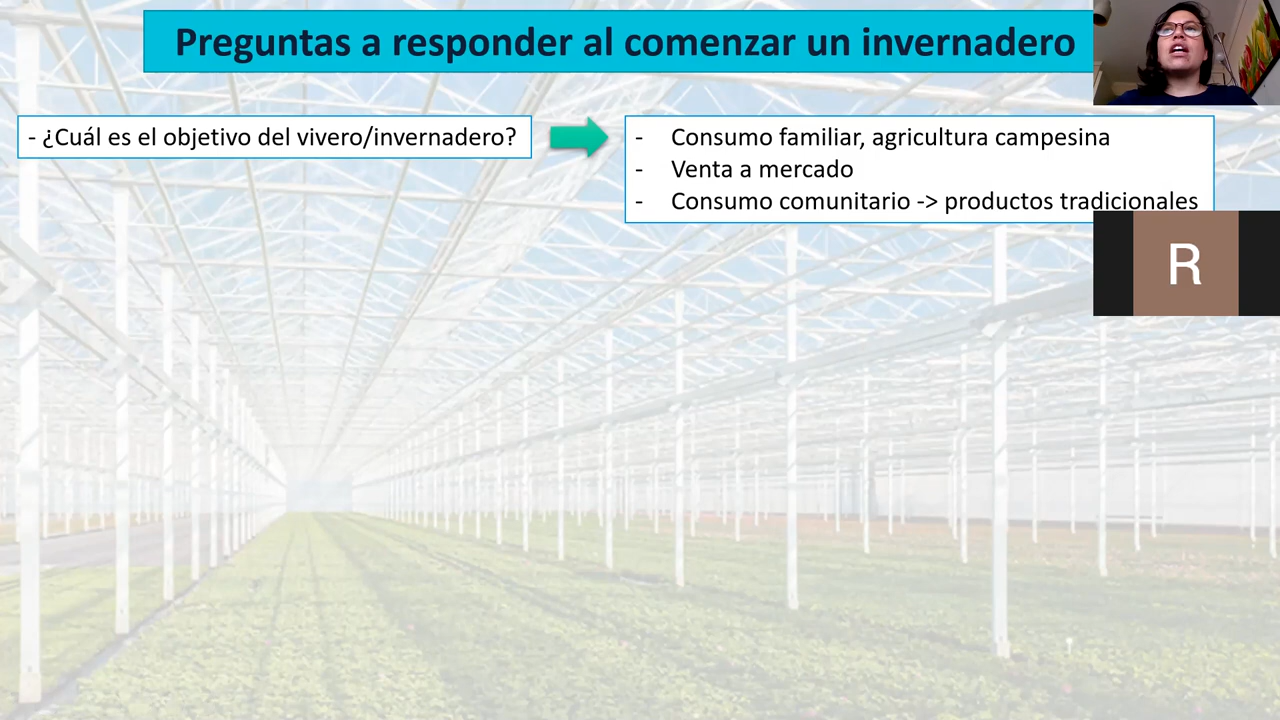 Preguntas a responder al comenzar un invernadero
- ¿Cuál es el objetivo del vivero/invernadero?
- Consumo familiar, agricultura campesina
- Venta a mercado
- Consumo comunitario -> productos tradicionales
R